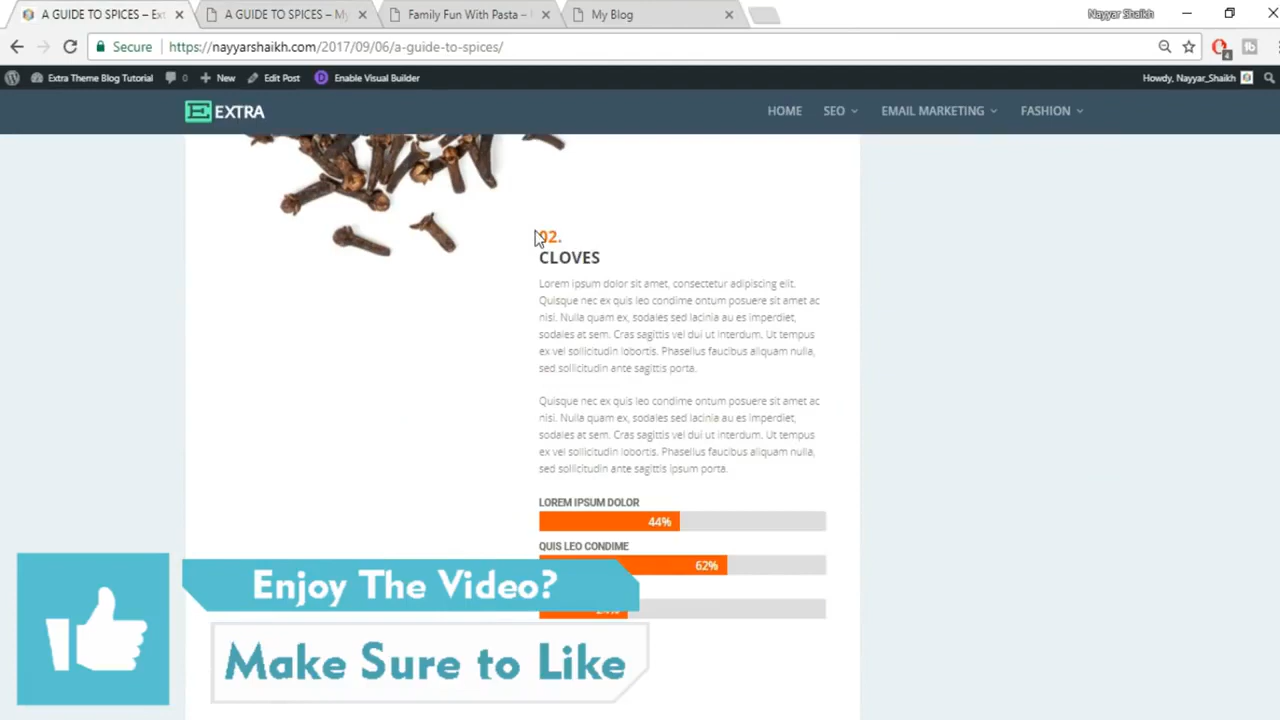 A GUIDE TO SPICES – Ex
A GUIDE TO SPICES – My
Family Fun With Pasta –
My Blog
Nayyar Shaikh
Secure
https://nayyarshaikh.com/2017/09/06/a-guide-to-spices/
4
Extra Theme Blog Tutorial
0
New
Edit Post
D
Enable Visual Builder
Howdy, Nayyar_Shaikh
E EXTRA
HOME
SEO
EMAIL MARKETING
FASHION
02.
CLOVES
Lorem ipsum dolor sit amet, consectetur adipiscing elit.
Quisque nec ex quis leo condime ontum posuere sit amet ac
nisl. Nulla quam ex, sodales sed lacinia au es imperdiet,
sodales at sem. Cras sagittis vel dui ut interdum. Ut tempus
ex vel sollicitudin lobortis. Phasellus faucibus aliquam nulla,
sed sollicitudin ante sagittis porta.
Quisque nec ex quis leo condime ontum posuere sit amet ac
nisi. Nulla quam ex, sodales sed lacinia au es imperdiet,
sodales at sem. Cras sagittis vel dui ut interdum. Ut tempus
ex vel sollicitudin lobortis. Phasellus faucibus aliquam nulla,
sed sollicitudin ante sagittis ipsum porta.
LOREM IPSUM DOLOR
44%
QUIS LEO CONDIME
62%
Enjoy The Video?
Make Sure to Like